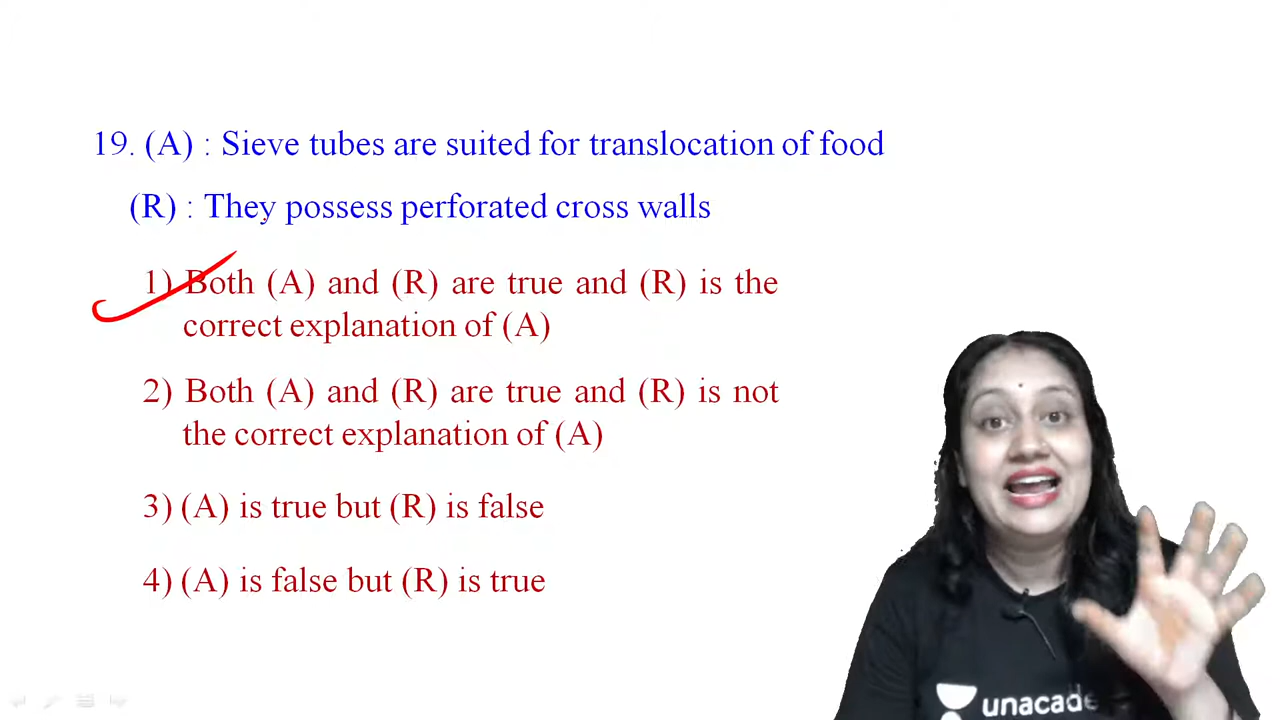 19. (A) : Sieve tubes are suited for translocation of food
(R) : They possess perforated cross walls
1) Both (A) and (R) are true and (R) is the
correct explanation of (A)
2) Both (A) and (R) are true and (R) is not
the correct explanation of (A)
3) (A) is true but (R) is false
4) (A) is false but (R) is true
unacade